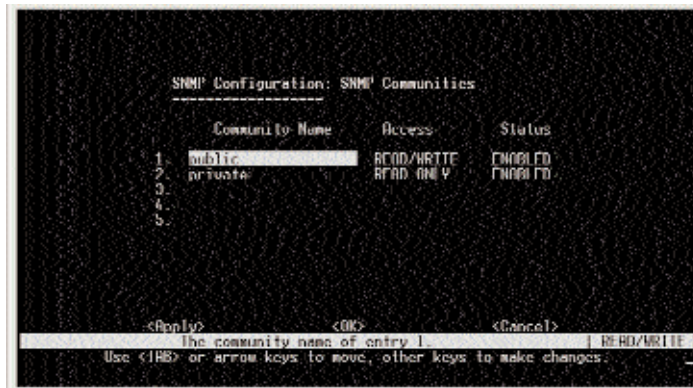 SNMP Configuration: SNMP Communities
Community Name Access Status
1. public READ/WRITE ENABLED
2. private READ ONLY ENABLED
3.
4.
5.
<Apply> <OK> <Cancel>
The community name of entry 1. | READ/WRITE
Use <TAB> or arrow keys to move, other keys to make changes.